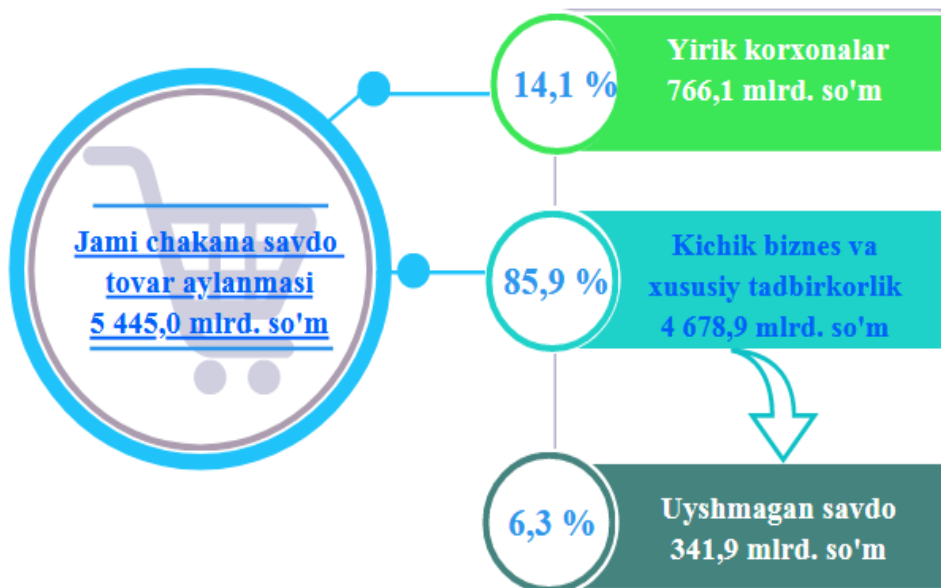 Jami chakana savdo
tovar aylanmasi
5 445,0 mlrd. so'm
14,1 %
Yirik korxonalar
766,1 mlrd. so'm
85,9 %
Kichik biznes va
xususiy tadbirkorlik
4 678,9 mlrd. so'm
6,3 %
Uyshmagan savdo
341,9 mlrd. so'm